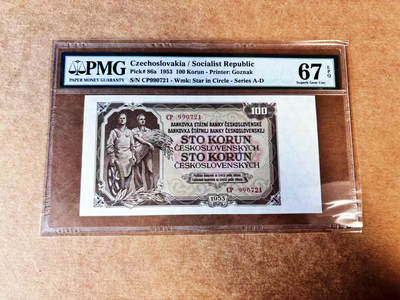 PMG
PAPER MONEY GUARANTY
Czechoslovakia / Socialist Republic
Pick# 86a 1953 100 Korun - Printer: Goznak
S/N CP990721 - Wmk: Star in Circle - Series A-D
67 EPQ
Superb Gem Unc
CP 990721
100
BANKOVKA STÁTNÍ BANKY ČESKOSLOVENSKÉ
BANKOVKA ŠTÁTNEJ BANKY ČESKOSLOVENSKEJ
STO KORUN
ČESKOSLOVENSKÝCH
STO KORÚN
ČESKOSLOVENSKÝCH
CP 990721
1953